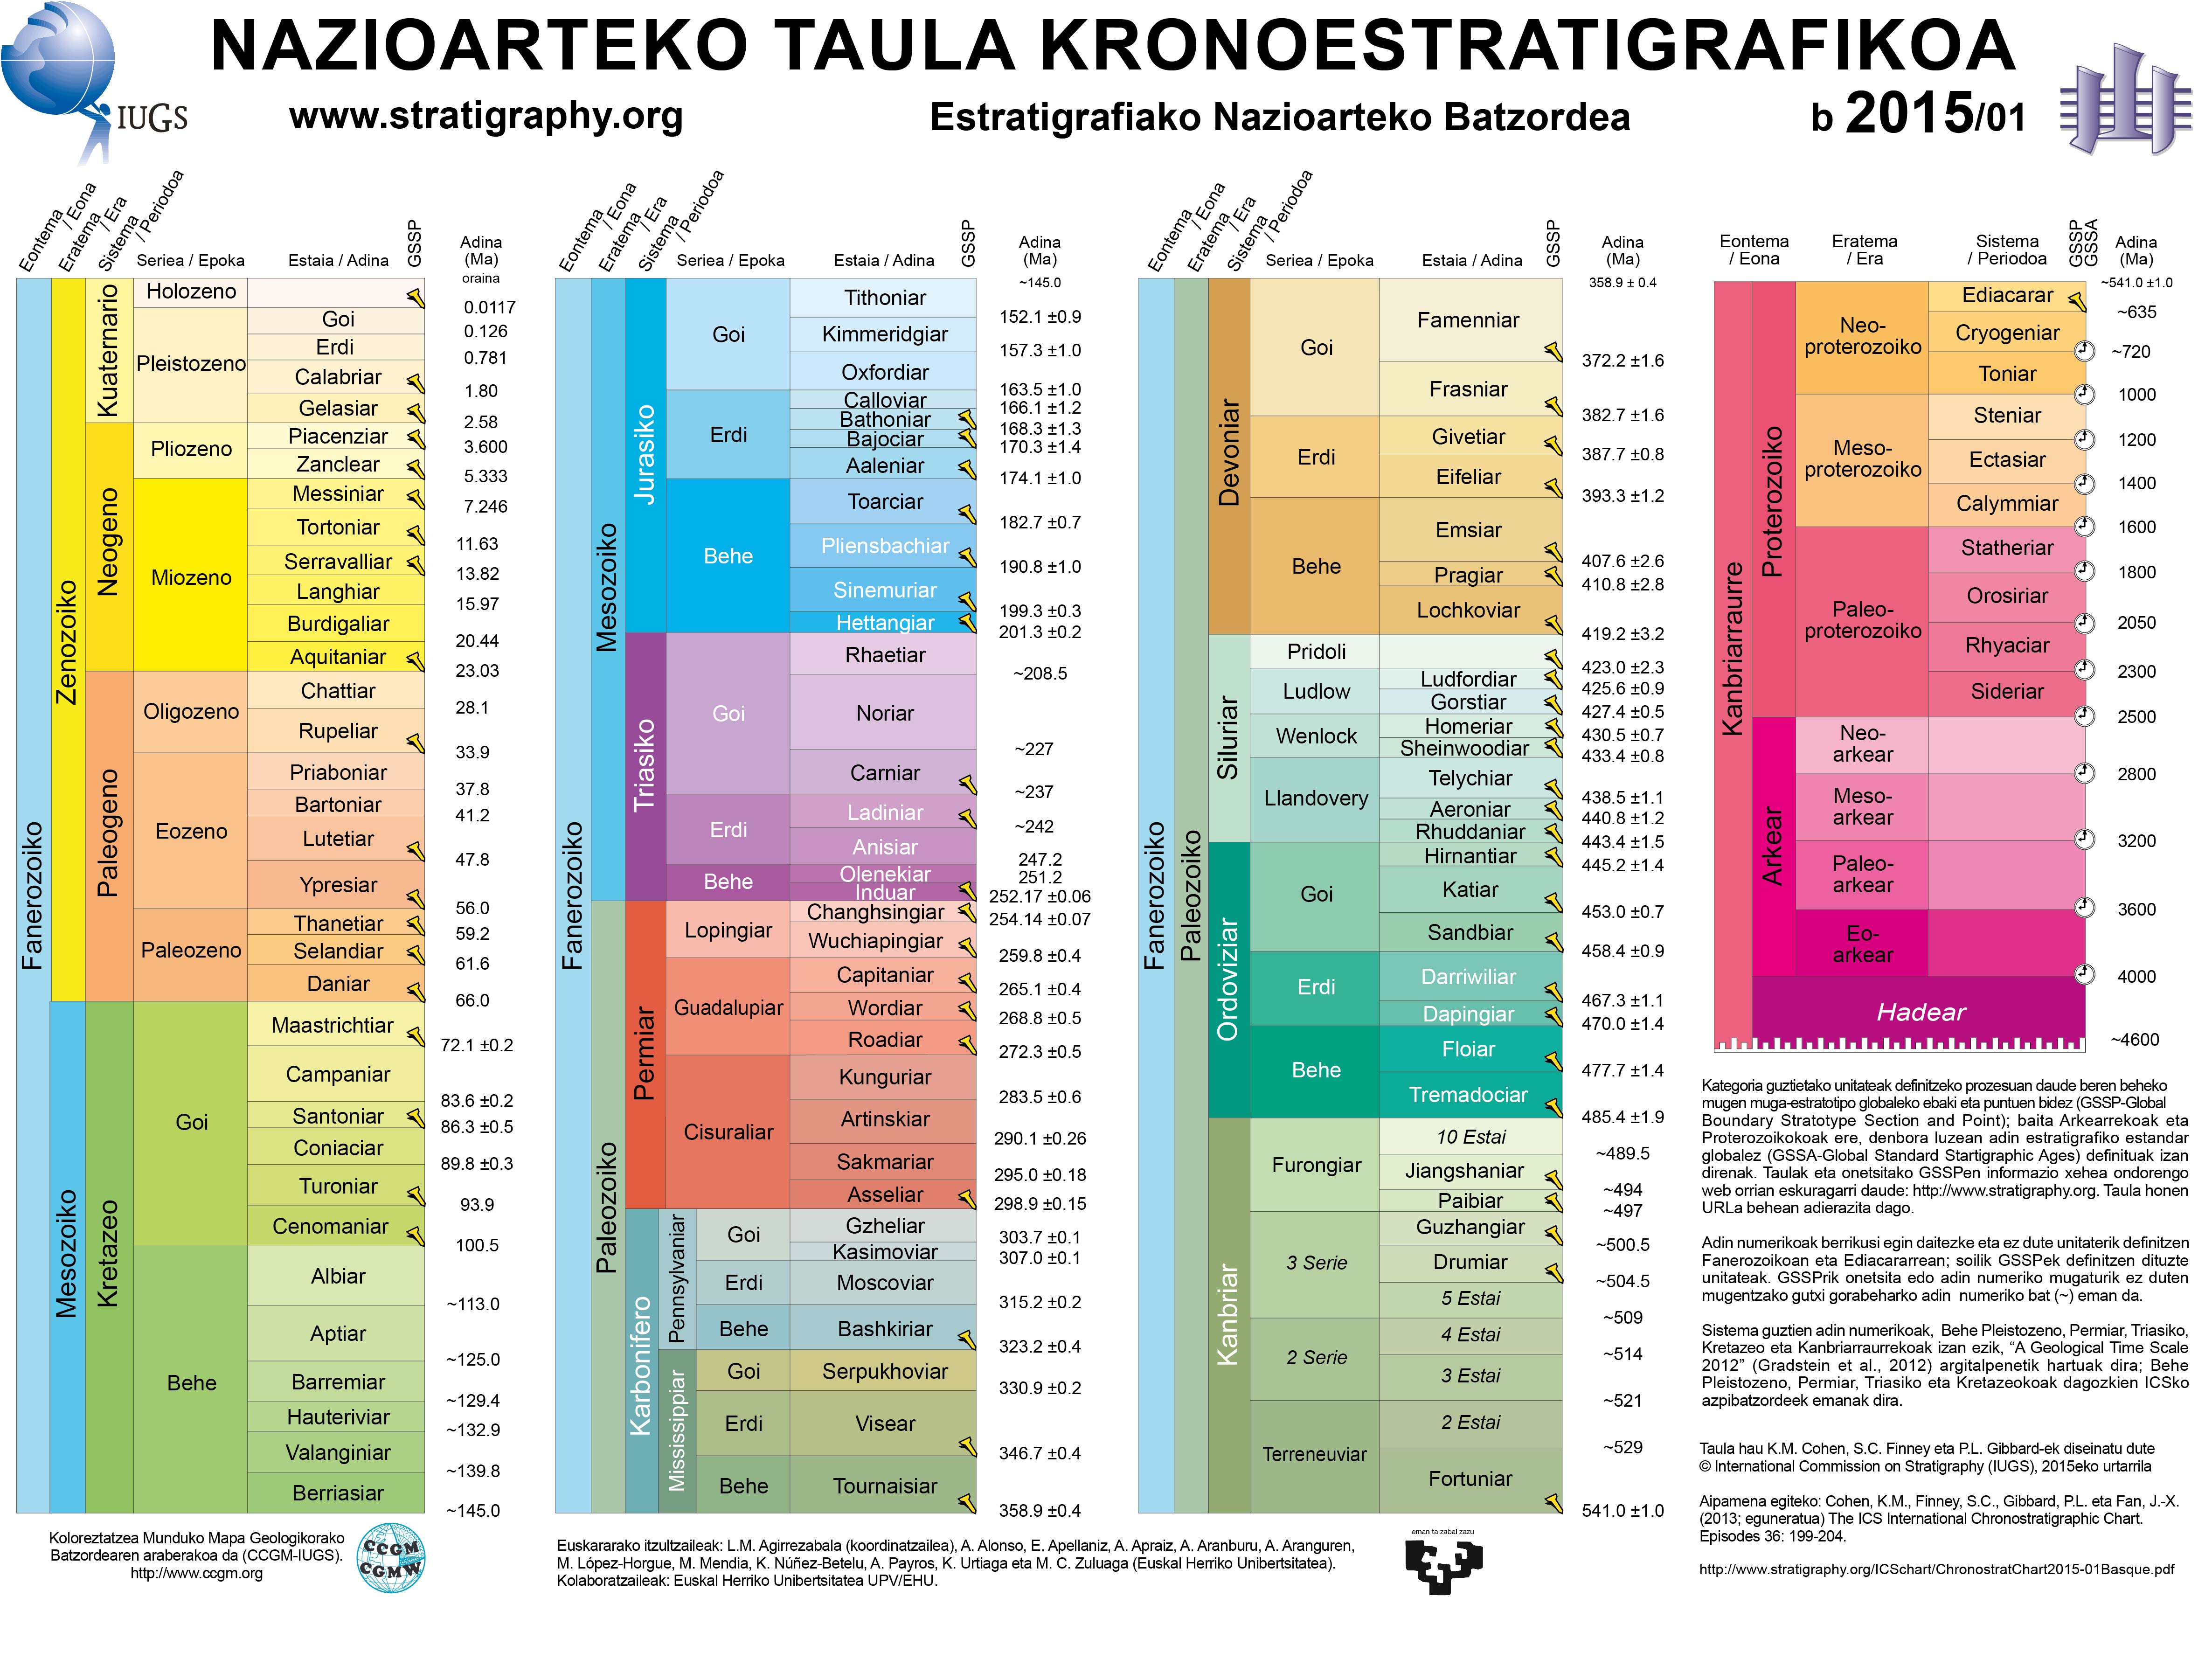 NAZIOARTEKO TAULA KRONOESTRATIGRAFIKOA
IUGS
www.stratigraphy.org
Estratigrafiako Nazioarteko Batzordea
b 2015/01
Eontema / Eona
Eratema / Era
Sistema / Periodoa
Seriea / Epoka
Estaia / Adina
GSSP
Adina
(Ma)
oraina
Fanerozoiko
Zenozoiko
Kuaternario
Holozeno
0.0117
Pleistozeno
Goi
0.126
Erdi
0.781
Calabriar
1.80
Gelasiar
2.58
Neogeno
Pliozeno
Piacenziar
3.600
Zanclear
5.333
Miozeno
Messiniar
7.246
Tortoniar
11.63
Serravalliar
13.82
Langhiar
15.97
Burdigaliar
20.44
Aquitaniar
23.03
Paleogeno
Oligozeno
Chattiar
28.1
Rupeliar
33.9
Eozeno
Priaboniar
37.8
Bartoniar
41.2
Lutetiar
47.8
Ypresiar
56.0
Paleozeno
Thanetiar
59.2
Selandiar
61.6
Daniar
66.0
Mesozoiko
Kretazeo
Goi
Maastrichtiar
72.1 ±0.2
Campaniar
83.6 ±0.2
Santoniar
86.3 ±0.5
Coniaciar
89.8 ±0.3
Turoniar
93.9
Cenomaniar
100.5
Behe
Albiar
~113.0
Aptiar
~125.0
Barremiar
~129.4
Hauteriviar
~132.9
Valanginiar
~139.8
Berriasiar
~145.0
Eontema / Eona
Eratema / Era
Sistema / Periodoa
Seriea / Epoka
Estaia / Adina
GSSP
Adina
(Ma)
~145.0
Fanerozoiko
Mesozoiko
Jurasiko
Goi
Tithoniar
152.1 ±0.9
Kimmeridgiar
157.3 ±1.0
Oxfordiar
163.5 ±1.0
Erdi
Calloviar
166.1 ±1.2
Bathoniar
168.3 ±1.3
Bajociar
170.3 ±1.4
Aaleniar
174.1 ±1.0
Behe
Toarciar
182.7 ±0.7
Pliensbachiar
190.8 ±1.0
Sinemuriar
199.3 ±0.3
Hettangiar
201.3 ±0.2
Triasiko
Goi
Rhaetiar
~208.5
Noriar
~227
Carniar
~237
Erdi
Ladiniar
~242
Anisiar
247.2
Behe
Olenekiar
251.2
Induar
252.17 ±0.06
Paleozoiko
Permiar
Lopingiar
Changhsingiar
254.14 ±0.07
Wuchiapingiar
259.8 ±0.4
Guadalupiar
Capitaniar
265.1 ±0.4
Wordiar
268.8 ±0.5
Roadiar
272.3 ±0.5
Cisuraliar
Kunguriar
283.5 ±0.6
Artinskiar
290.1 ±0.26
Sakmariar
295.0 ±0.18
Asseliar
298.9 ±0.15
Karbonifero
Pennsylvaniar
Goi
Gzheliar
303.7 ±0.1
Kasimoviar
307.0 ±0.1
Erdi
Moscoviar
315.2 ±0.2
Behe
Bashkiriar
323.2 ±0.4
Mississippiar
Goi
Serpukhoviar
330.9 ±0.2
Erdi
Visear
346.7 ±0.4
Behe
Tournaisiar
358.9 ±0.4
Eontema / Eona
Eratema / Era
Sistema / Periodoa
Seriea / Epoka
Estaia / Adina
GSSP
Adina
(Ma)
358.9 ± 0.4
Fanerozoiko
Paleozoiko
Devoniar
Goi
Famenniar
372.2 ±1.6
Frasniar
382.7 ±1.6
Erdi
Givetiar
387.7 ±0.8
Eifeliar
393.3 ±1.2
Behe
Emsiar
407.6 ±2.6
Pragiar
410.8 ±2.8
Lochkoviar
419.2 ±3.2
Siluriar
Pridoli
423.0 ±2.3
Ludlow
Ludfordiar
425.6 ±0.9
Gorstiar
427.4 ±0.5
Wenlock
Homeriar
430.5 ±0.7
Sheinwoodiar
433.4 ±0.8
Llandovery
Telychiar
438.5 ±1.1
Aeroniar
440.8 ±1.2
Rhuddaniar
443.4 ±1.5
Ordoviziar
Goi
Hirnantiar
445.2 ±1.4
Katiar
453.0 ±0.7
Sandbiar
458.4 ±0.9
Erdi
Darriwiliar
467.3 ±1.1
Dapingiar
470.0 ±1.4
Behe
Floiar
477.7 ±1.4
Tremadociar
485.4 ±1.9
Kanbriar
Furongiar
10 Estai
~489.5
Jiangshaniar
~494
Paibiar
~497
3 Serie
Guzhangiar
~500.5
Drumiar
~504.5
5 Estai
~509
2 Serie
4 Estai
~514
3 Estai
~521
Terreneuviar
2 Estai
~529
Fortuniar
541.0 ±1.0
Eontema
/ Eona
Eratema
/ Era
Sistema
/ Periodoa
GSSP
GSSA
Adina
(Ma)
~541.0 ±1.0
Kanbriarraurre
Proterozoiko
Neo-
proterozoiko
Ediacarar
~635
Cryogeniar
~720
Toniar
1000
Meso-
proterozoiko
Steniar
1200
Ectasiar
1400
Calymmiar
1600
Paleo-
proterozoiko
Statheriar
1800
Orosiriar
2050
Rhyaciar
2300
Sideriar
2500
Arkear
Neo-
arkear
2800
Meso-
arkear
3200
Paleo-
arkear
3600
Eo-
arkear
4000
Hadear
~4600
Kategoria guztietako unitateak definitzeko prozesuan daude beren beheko
mugen muga-estratotipo globaleko ebaki eta puntuen bidez (GSSP-Global
Boundary Stratotype Section and Point); baita Arkearrekoak eta
Proterozoikokoak ere, denbora luzean adin estratigrafiko estandar
globalez (GSSA-Global Standard Startigraphic Ages) definituak izan
direnak. Taulak eta onetsitako GSSPen informazio xehea ondorengo
web orrian eskuragarri daude: http://www.stratigraphy.org. Taula honen
URLa behean adierazita dago.
Adin numerikoak berrikusi egin daitezke eta ez dute unitaterik definitzen
Fanerozoikoan eta Ediacararrean; soilik GSSPek definitzen dituzte
unitateak. GSSPrik onetsita edo adin numeriko mugaturik ez duten
mugentzako gutxi gorabeharko adin numeriko bat (~) eman da.
Sistema guztien adin numerikoak, Behe Pleistozeno, Permiar, Triasiko,
Kretazeo eta Kanbriarraurrekoak izan ezik, “A Geological Time Scale
2012” (Gradstein et al., 2012) argitalpenetik hartuak dira; Behe
Pleistozeno, Permiar, Triasiko eta Kretazeokoak dagozkien ICSko
azpibatzordeek emanak dira.
Taula hau K.M. Cohen, S.C. Finney eta P.L. Gibbard-ek diseinatu dute
© International Commission on Stratigraphy (IUGS), 2015eko urtarrila
Aipamena egiteko: Cohen, K.M., Finney, S.C., Gibbard, P.L. eta Fan, J.-X.
(2013; eguneratua) The ICS International Chronostratigraphic Chart.
Episodes 36: 199-204.
http://www.stratigraphy.org/ICSchart/ChronostratChart2015-01Basque.pdf
Koloreztatzea Munduko Mapa Geologikorako
Batzordearen araberakoa da (CCGM-IUGS).
http://www.ccgm.org
CCGM
CGMW
Euskararako itzultzaileak: L.M. Agirrezabala (koordinatzailea), A. Alonso, E. Apellaniz, A. Apraiz, A. Aranburu, A. Aranguren,
M. López-Horgue, M. Mendia, K. Núñez-Betelu, A. Payros, K. Urtiaga eta M. C. Zuluaga (Euskal Herriko Unibertsitatea).
Kolaboratzaileak: Euskal Herriko Unibertsitatea UPV/EHU.
eman ta zabal zazu